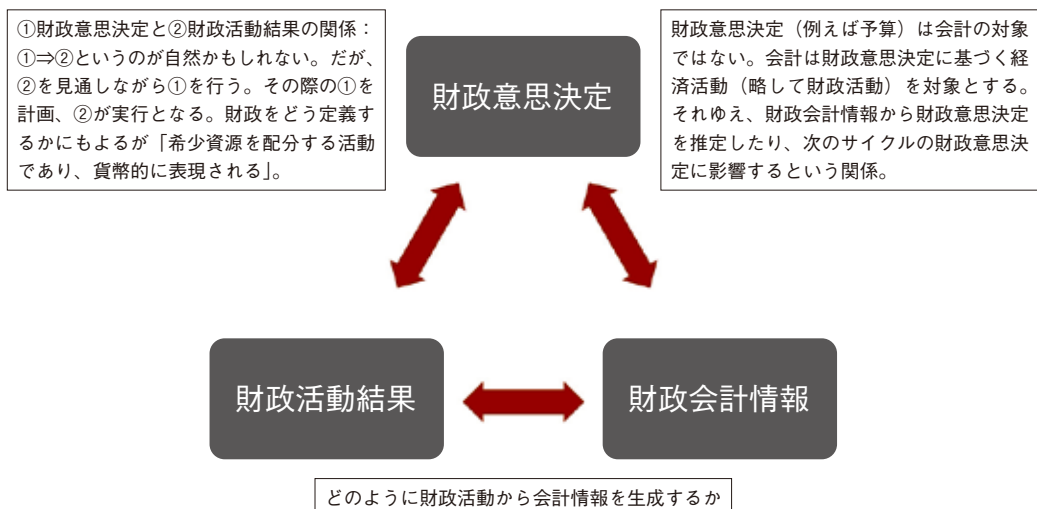 ①財政意思決定と②財政活動結果の関係：
①⇒②というのが自然かもしれない。だが、
②を見通しながら①を行う。その際の①を
計画、②が実行となる。財政をどう定義す
るかにもよるが「希少資源を配分する活動
であり、貨幣的に表現される」。
財政意思決定
財政意思決定（例えば予算）は会計の対象
ではない。会計は財政意思決定に基づく経
済活動（略して財政活動）を対象とする。
それゆえ、財政会計情報から財政意思決定
を推定したり、次のサイクルの財政意思決
定に影響するという関係。
財政活動結果
財政会計情報
どのように財政活動から会計情報を生成するか